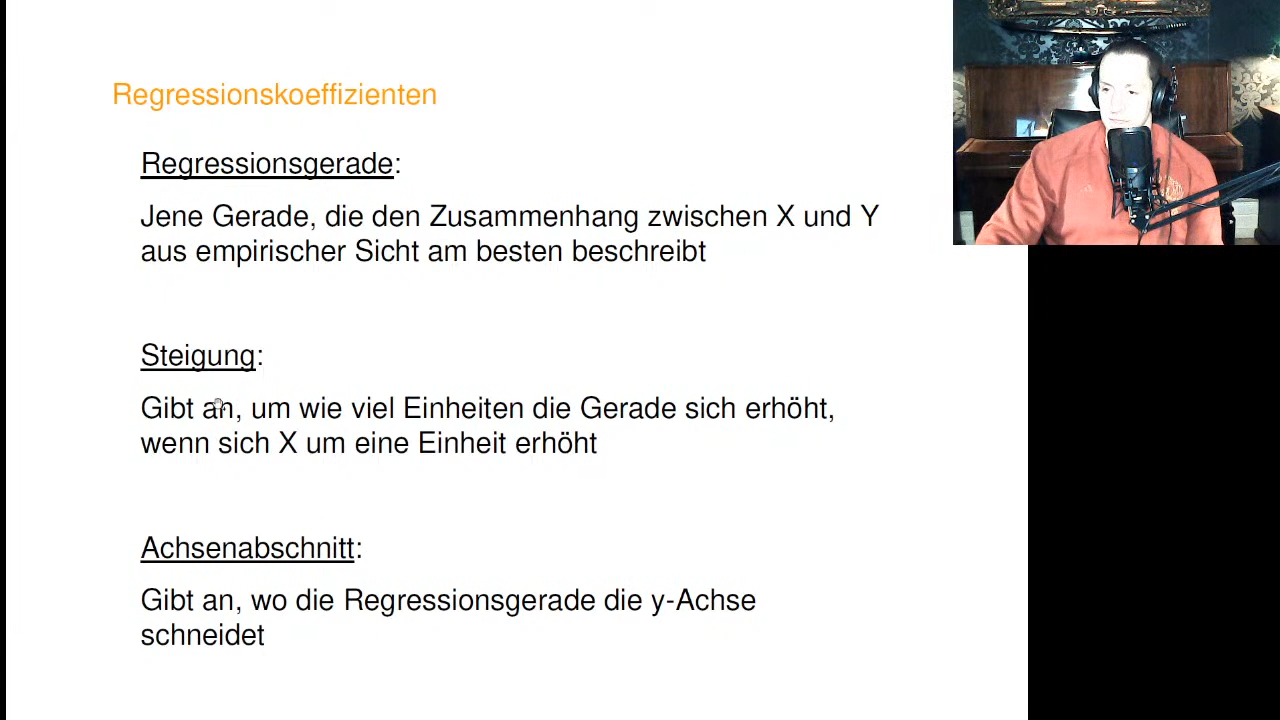 Regressionskoeffizienten
Regressionsgerade:
Jene Gerade, die den Zusammenhang zwischen X und Y
aus empirischer Sicht am besten beschreibt
Steigung:
Gibt an, um wie viel Einheiten die Gerade sich erhöht,
wenn sich X um eine Einheit erhöht
Achsenabschnitt:
Gibt an, wo die Regressionsgerade die y-Achse
schneidet